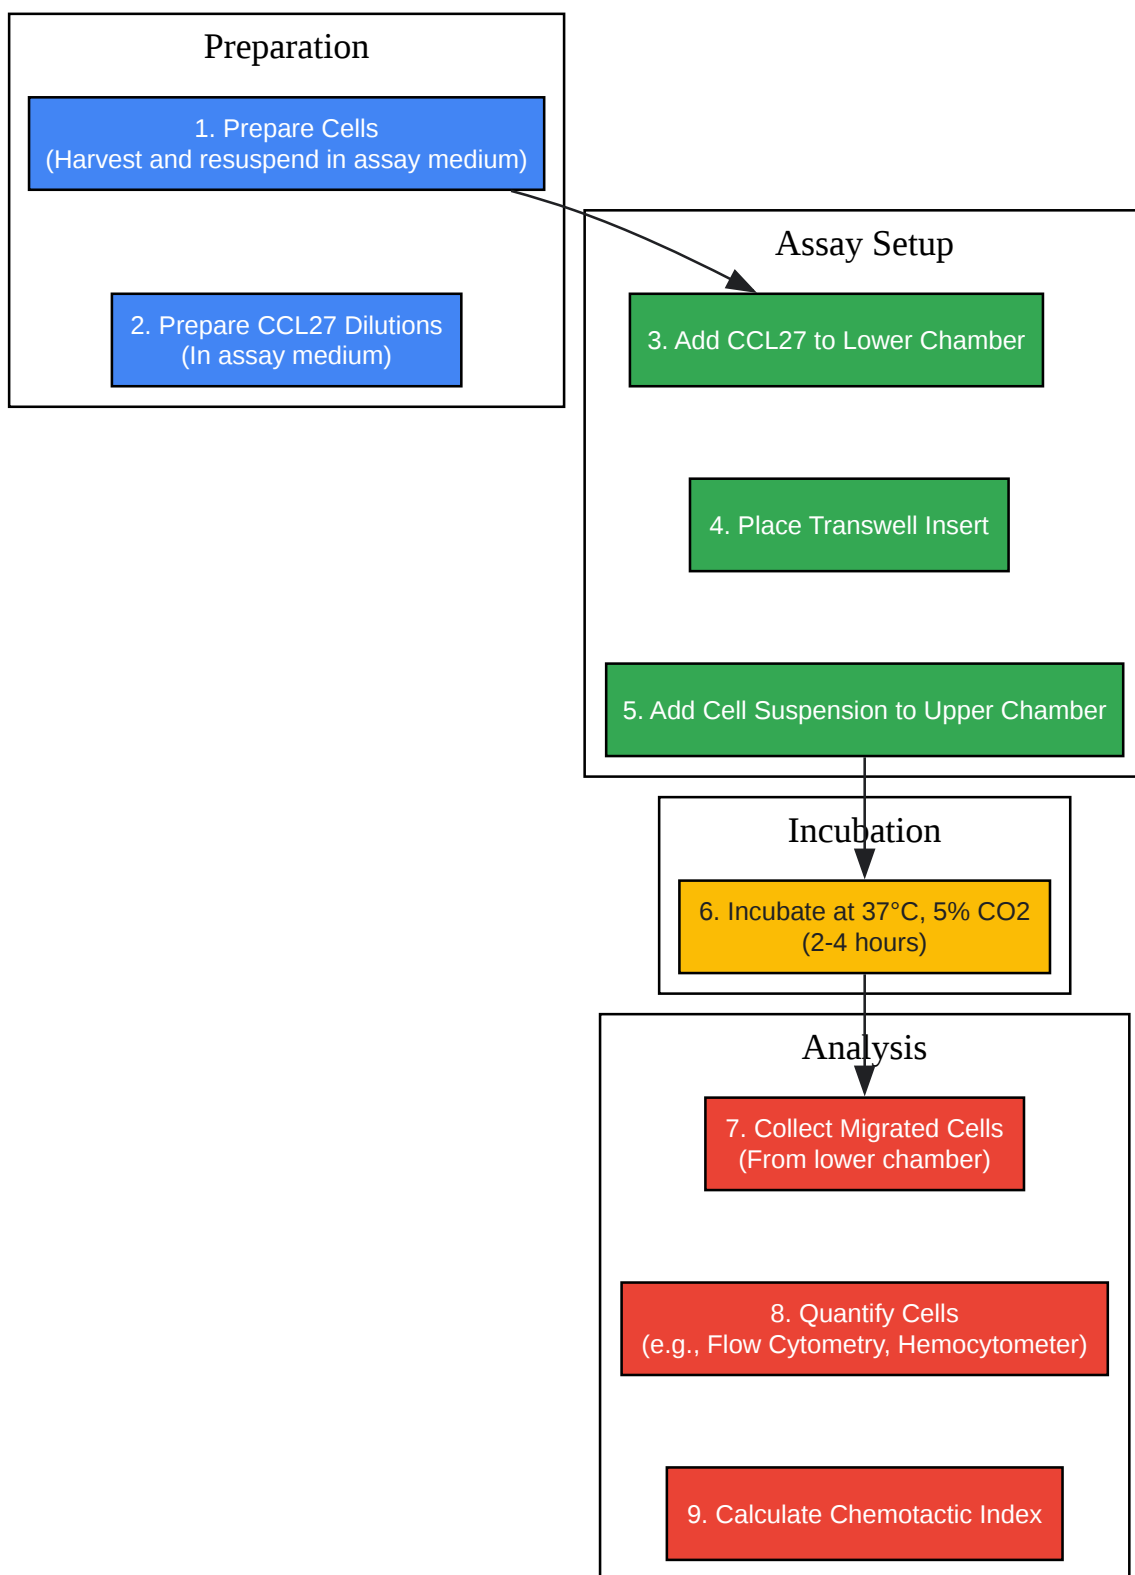 Preparation
1. Prepare Cells
(Harvest and resuspend in assay medium)
2. Prepare CCL27 Dilutions
(In assay medium)
Assay Setup
3. Add CCL27 to Lower Chamber
4. Place Transwell Insert
5. Add Cell Suspension to Upper Chamber
Incubation
6. Incubate at 37°C, 5% CO2
(2-4 hours)
Analysis
7. Collect Migrated Cells
(From lower chamber)
8. Quantify Cells
(e.g., Flow Cytometry, Hemocytometer)
9. Calculate Chemotactic Index